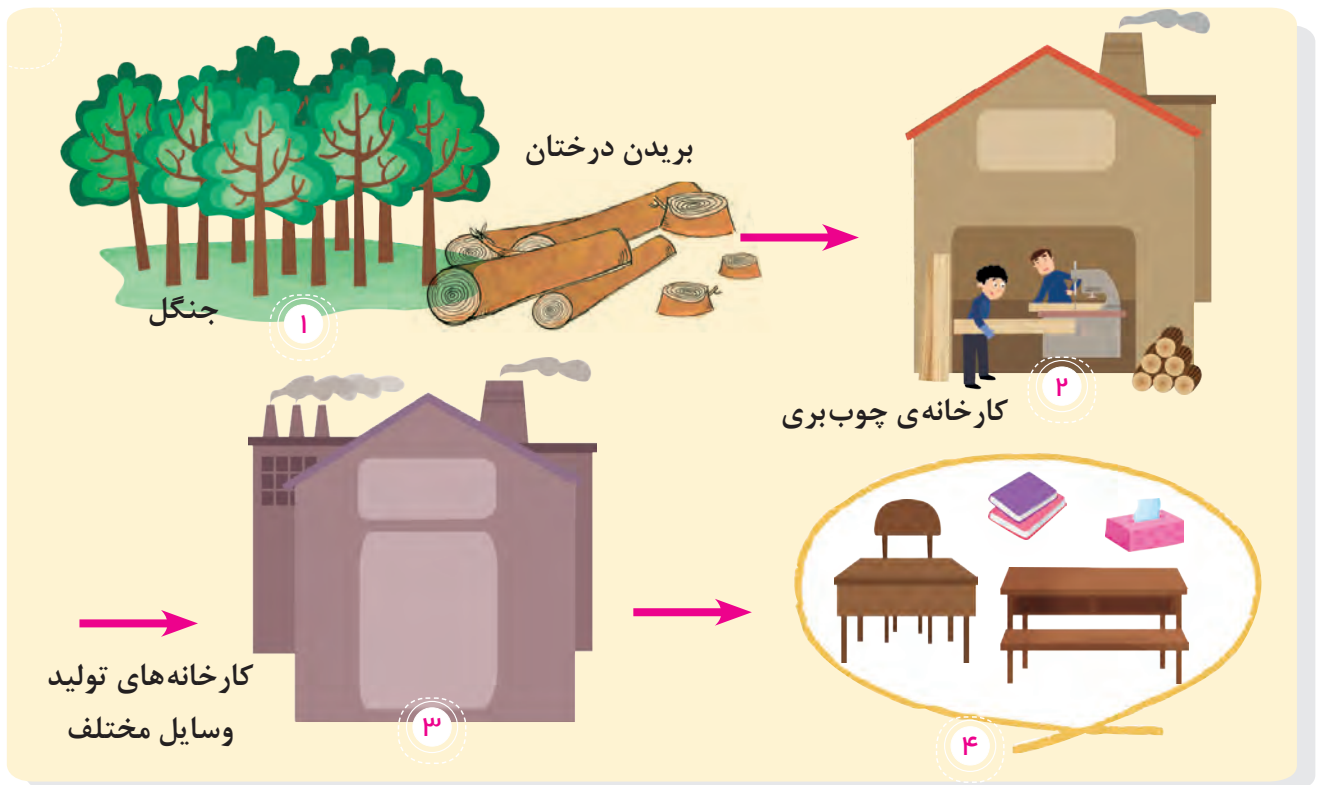 بریدن درختان
جنگل
۱
۲
کارخانه‌ی چوب‌بری
کارخانه‌های تولید
وسایل مختلف
۳
۴